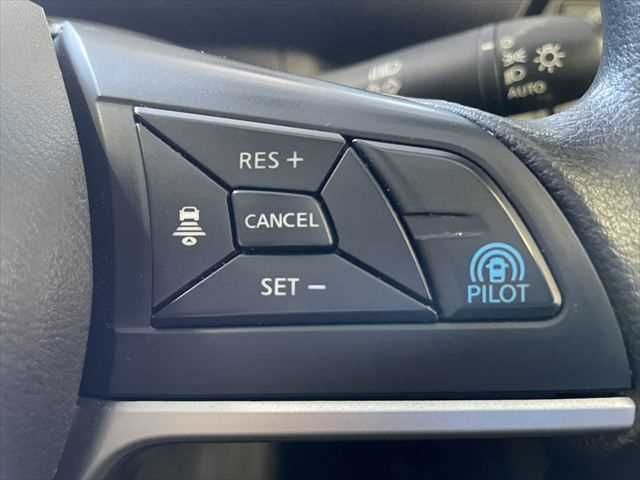 AUTO
RES +
CANCEL
SET −
PILOT